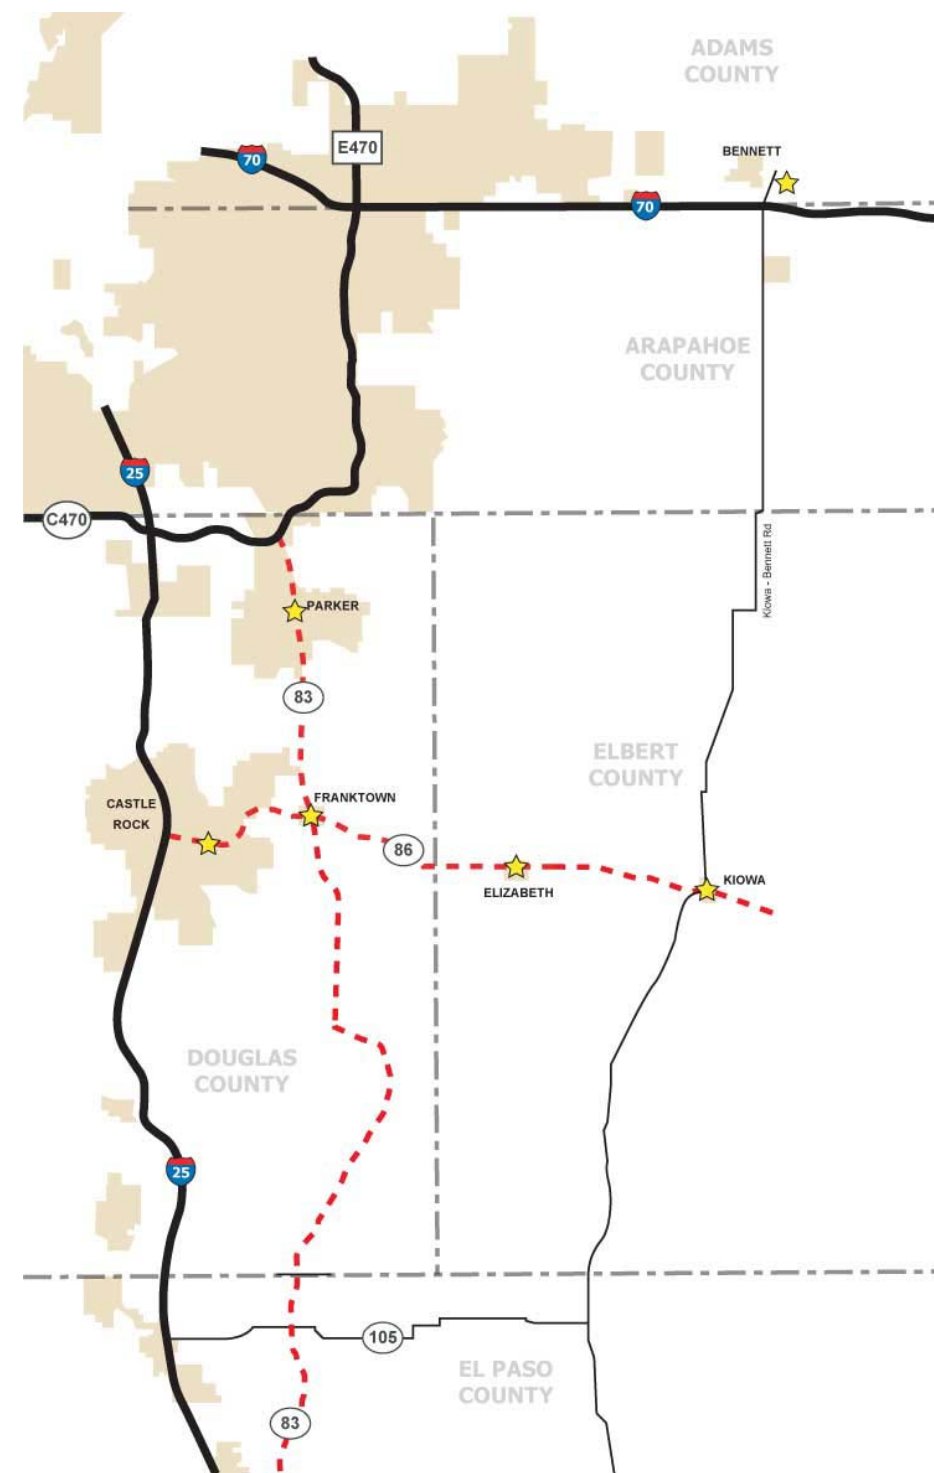 ADAMS
COUNTY
E470
70
BENNETT
70
ARAPAHOE
COUNTY
25
C470
Kiowa - Bennett Rd
PARKER
83
ELBERT
COUNTY
FRANKTOWN
CASTLE
ROCK
86
KIOWA
ELIZABETH
DOUGLAS
COUNTY
25
105
EL PASO
COUNTY
83